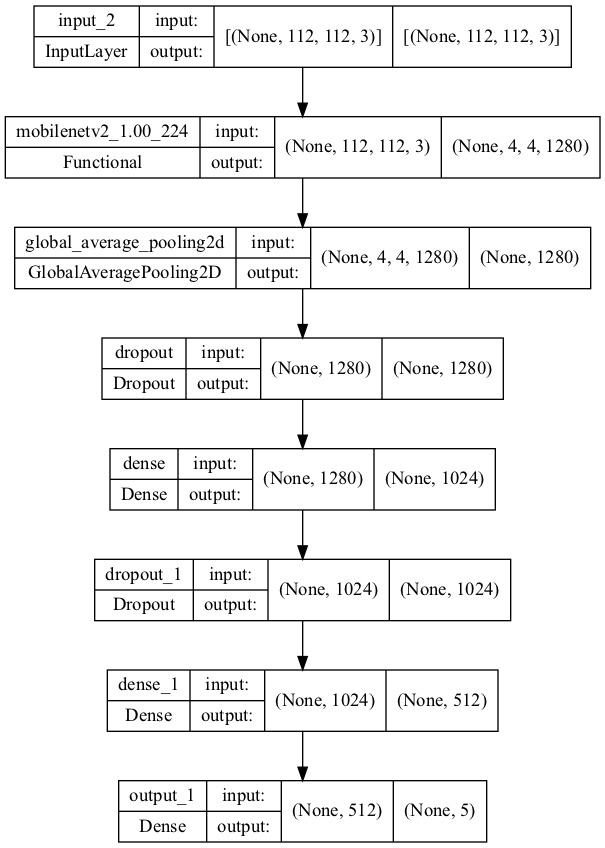 input_2 input: [(None, 112, 112, 3)] [(None, 112, 112, 3)]
InputLayer output:
mobilenetv2_1.00_224 input: (None, 112, 112, 3) (None, 4, 4, 1280)
Functional output:
global_average_pooling2d input: (None, 4, 4, 1280) (None, 1280)
GlobalAveragePooling2D output:
dropout input: (None, 1280) (None, 1280)
Dropout output:
dense input: (None, 1280) (None, 1024)
Dense output:
dropout_1 input: (None, 1024) (None, 1024)
Dropout output:
dense_1 input: (None, 1024) (None, 512)
Dense output:
output_1 input: (None, 512) (None, 5)
Dense output: